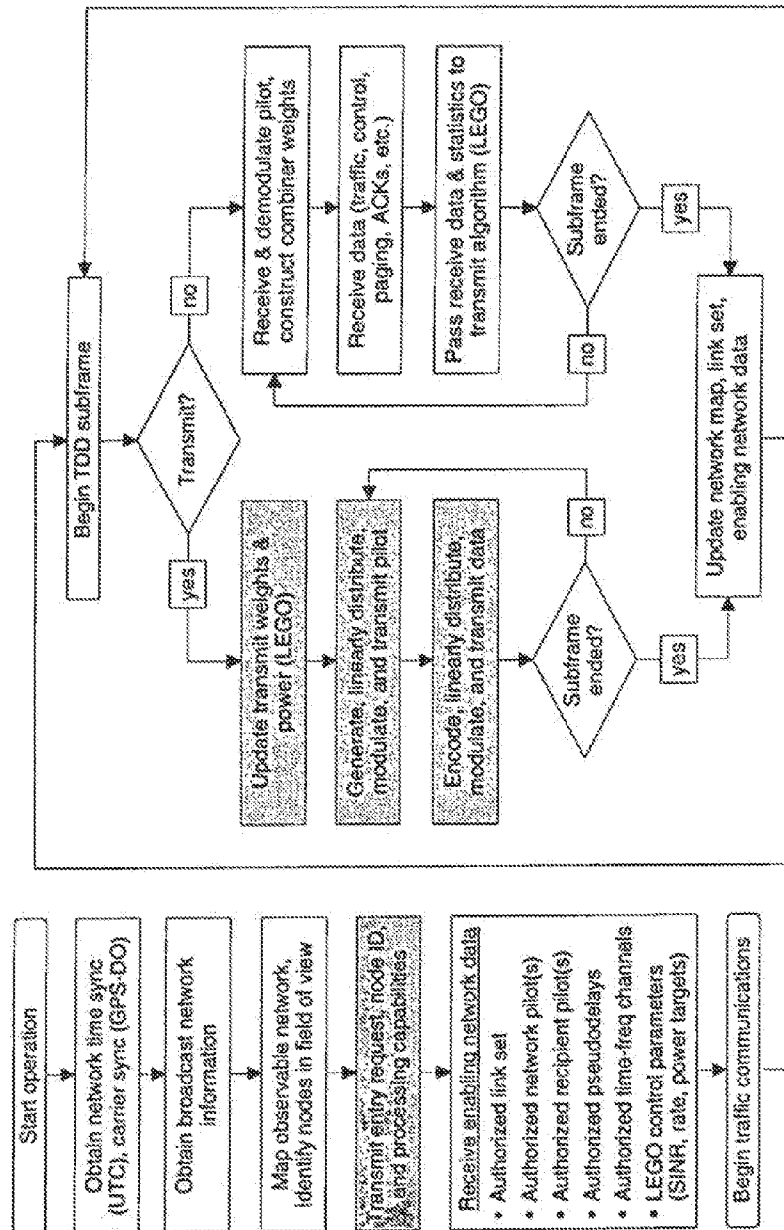 Start operation
Obtain network time sync
(UTC), carrier sync (GPS-DO)
Obtain broadcast network
information
Map observable network,
Identify nodes in field of view
Transmit entry request, node ID,
and processing capabilities
Receive enabling network data
• Authorized link set
• Authorized network pilot(s)
• Authorized recipient pilot(s)
• Authorized pseudodelays
• Authorized time-freq channels
• LEGO control parameters
(SINR, rate, power targets)
Begin traffic communications
Begin TDD subframe
Transmit?
yes
no
Update transmit weights &
power (LEGO)
Generate, linearly distribute,
modulate, and transmit pilot
Encode, linearly distribute,
modulate, and transmit data
Subframe
ended?
no
yes
Receive & demodulate pilot,
construct combiner weights
Receive data (traffic, control,
paging, ACKs, etc.)
Pass receive data & statistics to
transmit algorithm (LEGO)
Subframe
ended?
no
yes
Update network map, link set,
enabling network data